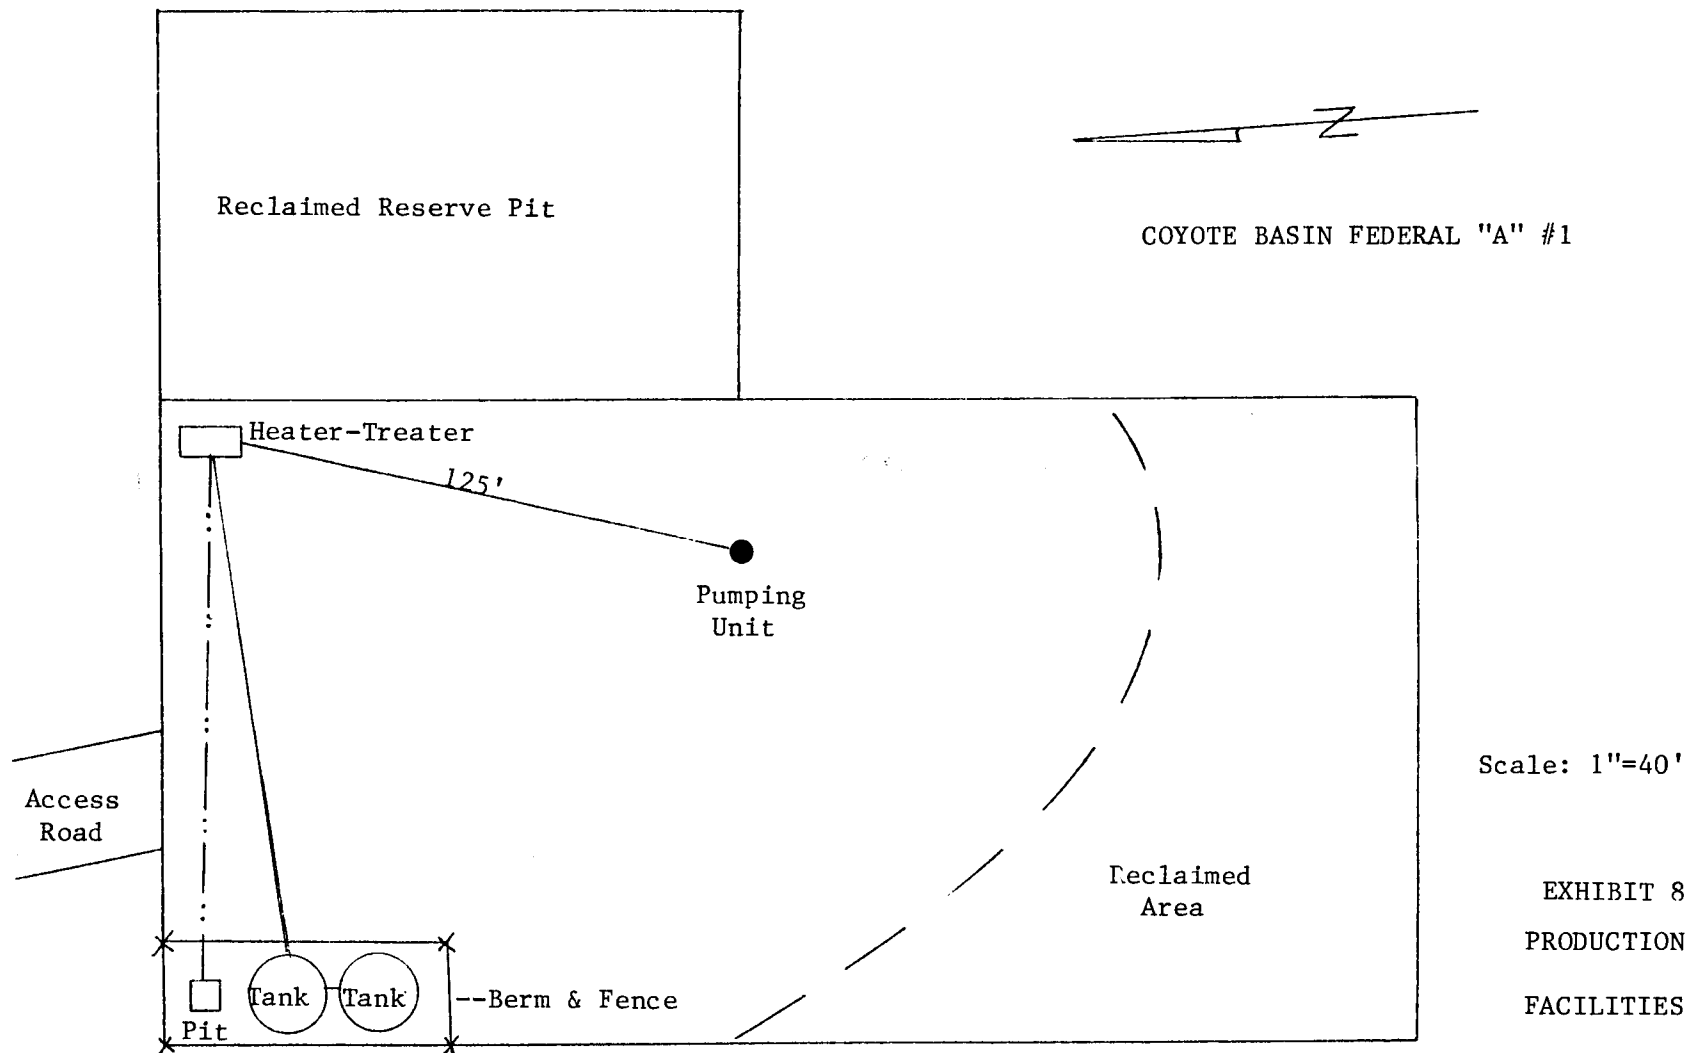 Reclaimed Reserve Pit
N
COYOTE BASIN FEDERAL "A" #1
Heater-Treater
125'
Pumping
Unit
Access
Road
Scale: 1"=40'
Reclaimed
Area
EXHIBIT 8
PRODUCTION
FACILITIES
Tank
Tank
--Berm & Fence
Pit